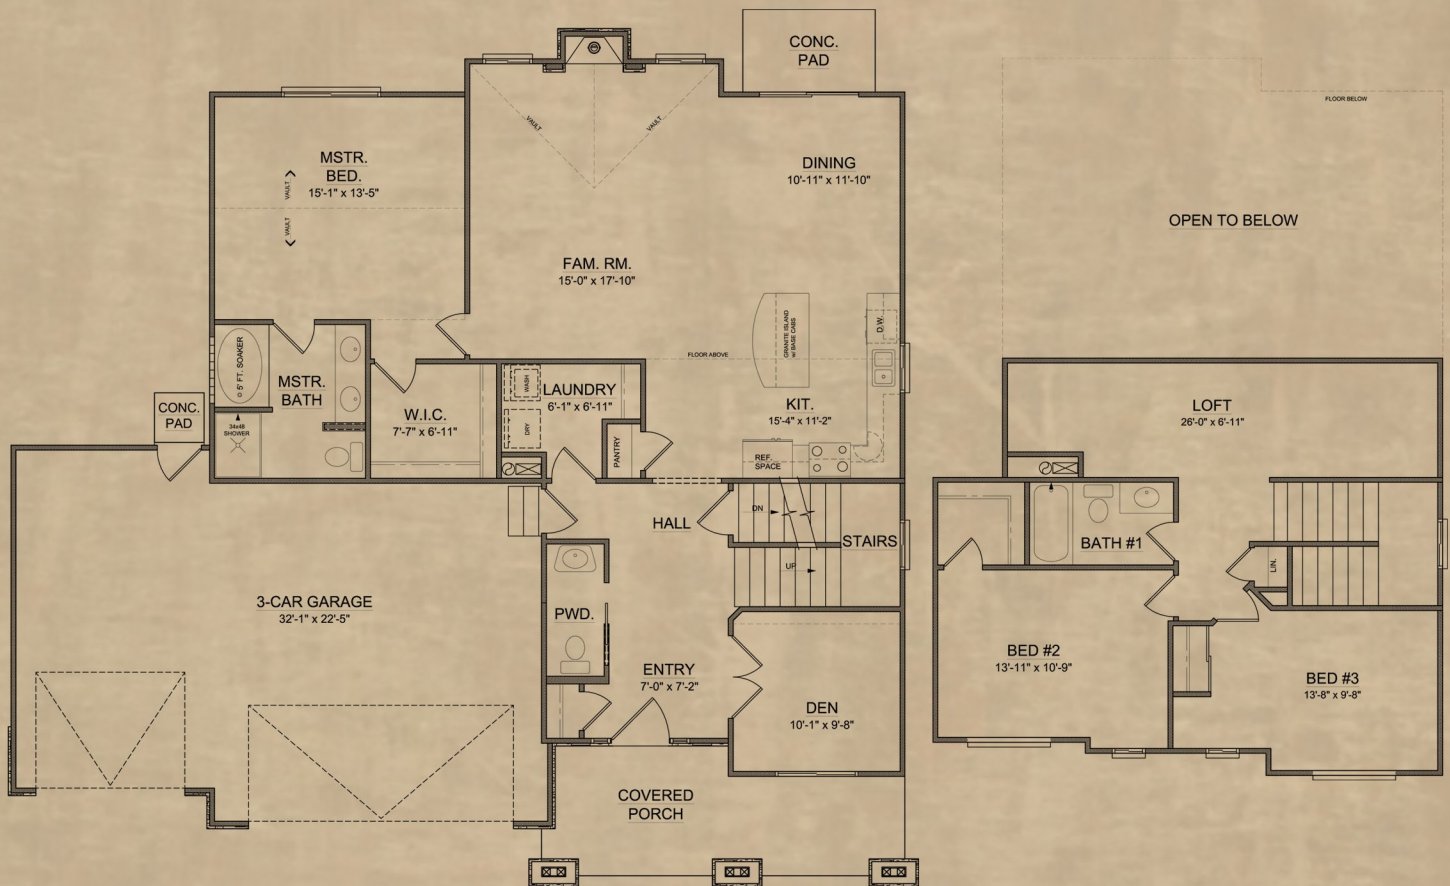 CONC.
PAD
VAULT
VAULT
MSTR.
BED.
15'-1" x 13'-5"
VAULT
VAULT
DINING
10'-11" x 11'-10"
FAM. RM.
15'-0" x 17'-10"
GRANITE ISLAND
w/ BASE CABS
D.W.
FLOOR ABOVE
5' FT. SOAKER
MSTR.
BATH
34x48
SHOWER
CONC.
PAD
W.I.C.
7'-7" x 6'-11"
WASH
DRY
LAUNDRY
6'-1" x 6'-11"
PANTRY
KIT.
15'-4" x 11'-2"
REF.
SPACE
HALL
DN
UP
STAIRS
3-CAR GARAGE
32'-1" x 22'-5"
PWD.
ENTRY
7'-0" x 7'-2"
DEN
10'-1" x 9'-8"
COVERED
PORCH
FLOOR BELOW
OPEN TO BELOW
LOFT
26'-0" x 6'-11"
BATH #1
LIN.
BED #2
13'-11" x 10'-9"
BED #3
13'-8" x 9'-8"